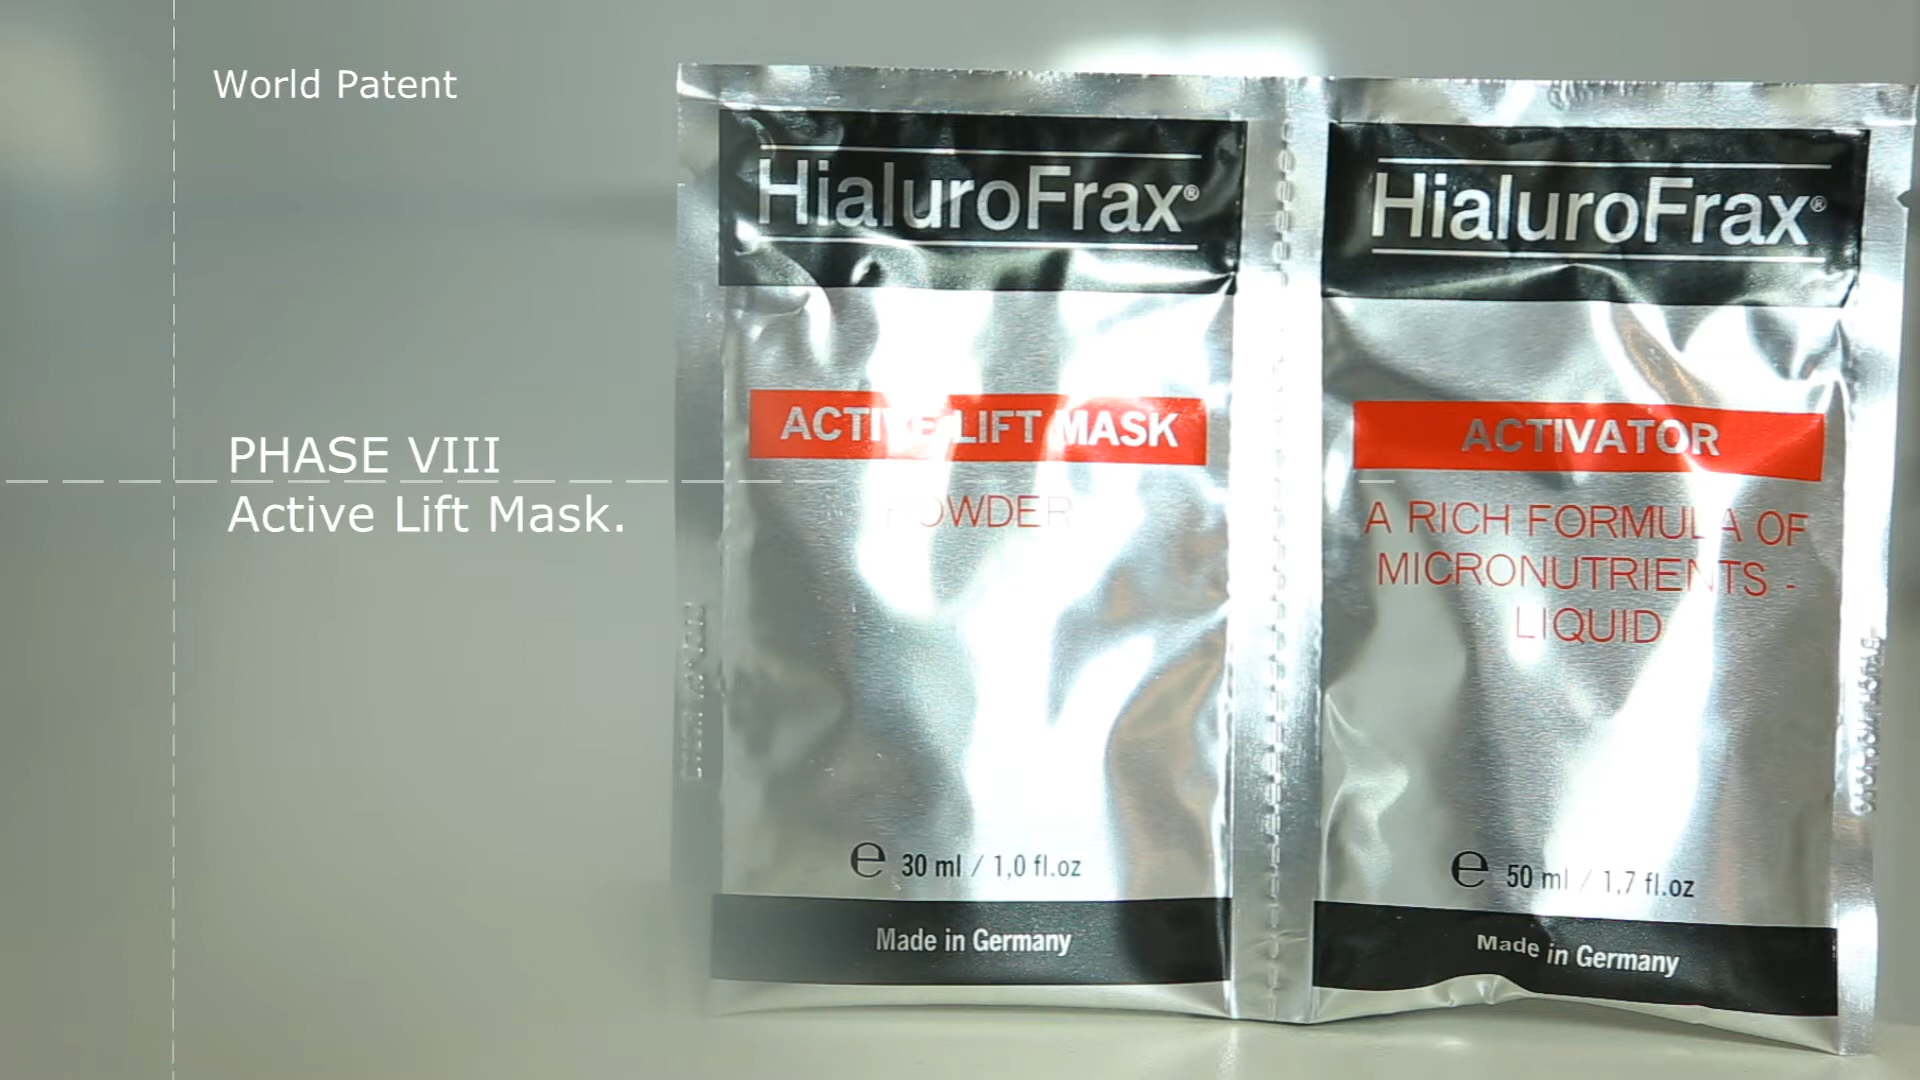 World Patent
PHASE VIII
Active Lift Mask.
HialuroFrax®
ACTIVE LIFT MASK
POWDER
e 30 ml / 1,0 fl.oz
Made in Germany
HialuroFrax®
ACTIVATOR
A RICH FORMULA OF
MICRONUTRIENTS -
LIQUID
e 50 ml / 1,7 fl.oz
Made in Germany